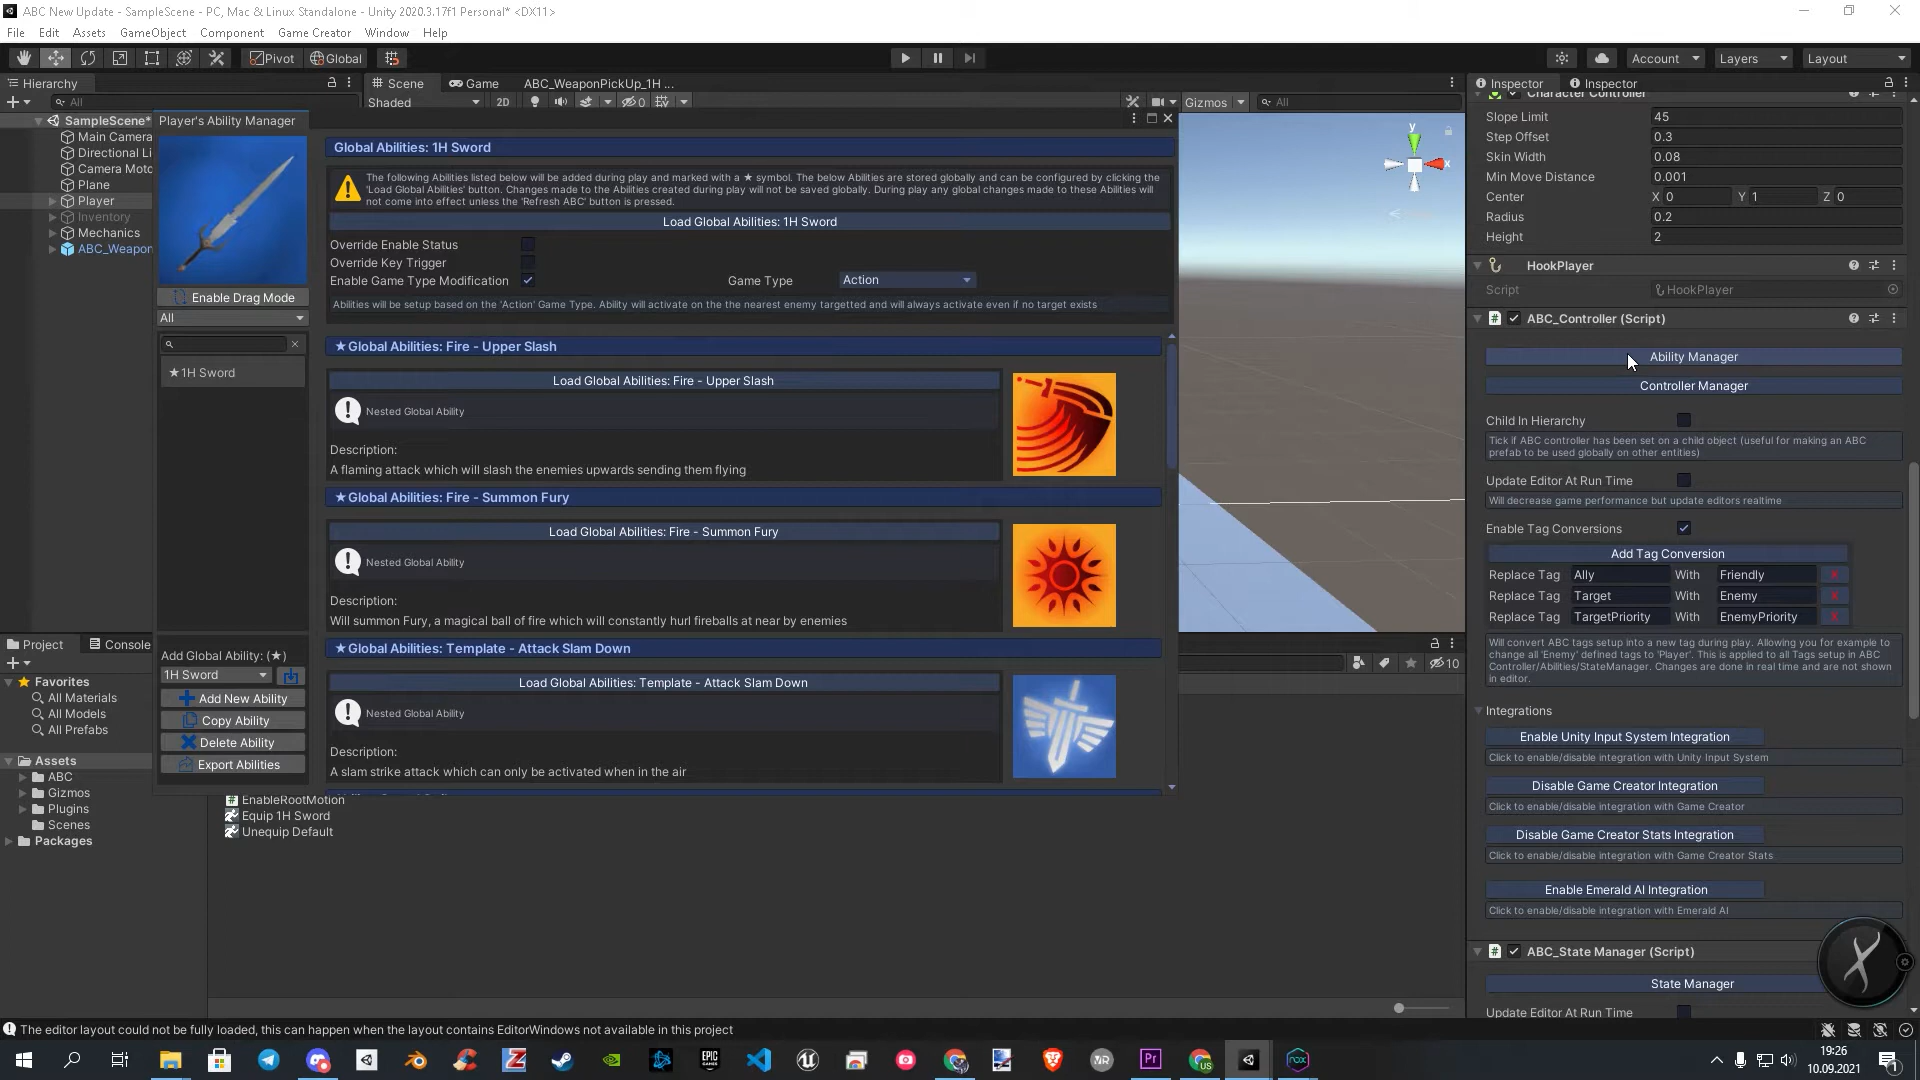 ABC New Update - SampleScene - PC, Mac & Linux Standalone - Unity 2020.3.17f1 Personal* <DX11>
File Edit Assets GameObject Component Game Creator Window Help
Pivot Global Account Layers Layout
Hierarchy
All
SampleScene*
Main Camera
Directional Li
Camera Moto
Plane
Player
Inventory
Mechanics
ABC_Weapon
Scene Game ABC_WeaponPickUp_1H ...
Shaded 2D 0 Gizmos All
Player's Ability Manager
Enable Drag Mode
All
★1H Sword
Add Global Ability: (★)
1H Sword
Add New Ability
Copy Ability
Delete Ability
Export Abilities
Global Abilities: 1H Sword
The following Abilities listed below will be added during play and marked with a ★ symbol. The below Abilities are stored globally and can be configured by clicking the
'Load Global Abilities' button. Changes made to the Abilities created during play will not be saved globally. During play any global changes made to these Abilities will
not come into effect unless the 'Refresh ABC' button is pressed.
Load Global Abilities: 1H Sword
Override Enable Status
Override Key Trigger
Enable Game Type Modification Game Type Action
Abilities will be setup based on the 'Action' Game Type. Ability will activate on the the nearest enemy targetted and will always activate even if no target exists
★Global Abilities: Fire - Upper Slash
Load Global Abilities: Fire - Upper Slash
Nested Global Ability
Description:
A flaming attack which will slash the enemies upwards sending them flying
★Global Abilities: Fire - Summon Fury
Load Global Abilities: Fire - Summon Fury
Nested Global Ability
Description:
Will summon Fury, a magical ball of fire which will constantly hurl fireballs at near by enemies
★Global Abilities: Template - Attack Slam Down
Load Global Abilities: Template - Attack Slam Down
Nested Global Ability
Description:
A slam strike attack which can only be activated when in the air
y
x
Project Console
Favorites
All Materials
All Models
All Prefabs
Assets
ABC
Gizmos
Plugins
Scenes
Packages
EnableRootMotion
Equip 1H Sword
Unequip Default
10
Inspector Inspector
Character Controller
Slope Limit 45
Step Offset 0.3
Skin Width 0.08
Min Move Distance 0.001
Center X 0 Y 1 Z 0
Radius 0.2
Height 2
HookPlayer
Script HookPlayer
ABC_Controller (Script)
Ability Manager
Controller Manager
Child In Hierarchy
Tick if ABC controller has been set on a child object (useful for making an ABC
prefab to be used globally on other entities)
Update Editor At Run Time
Will decrease game performance but update editors realtime
Enable Tag Conversions
Add Tag Conversion
Replace Tag Ally With Friendly X
Replace Tag Target With Enemy X
Replace Tag TargetPriority With EnemyPriority X
Will convert ABC tags setup into a new tag during play. Allowing you for example to
change all 'Enemy' defined tags to 'Player'. This is applied to all Tags setup in ABC
Controller/Abilities/StateManager. Changes are done in real time and are not shown
in editor.
Integrations
Enable Unity Input System Integration
Click to enable/disable integration with Unity Input System
Disable Game Creator Integration
Click to enable/disable integration with Game Creator
Disable Game Creator Stats Integration
Click to enable/disable integration with Game Creator Stats
Enable Emerald AI Integration
Click to enable/disable integration with Emerald AI
ABC_State Manager (Script)
State Manager
Update Editor At Run Time
The editor layout could not be fully loaded, this can happen when the layout contains EditorWindows not available in this project
EPIC GAMES
VR
Pr
US
nox
19:26
10.09.2021
1